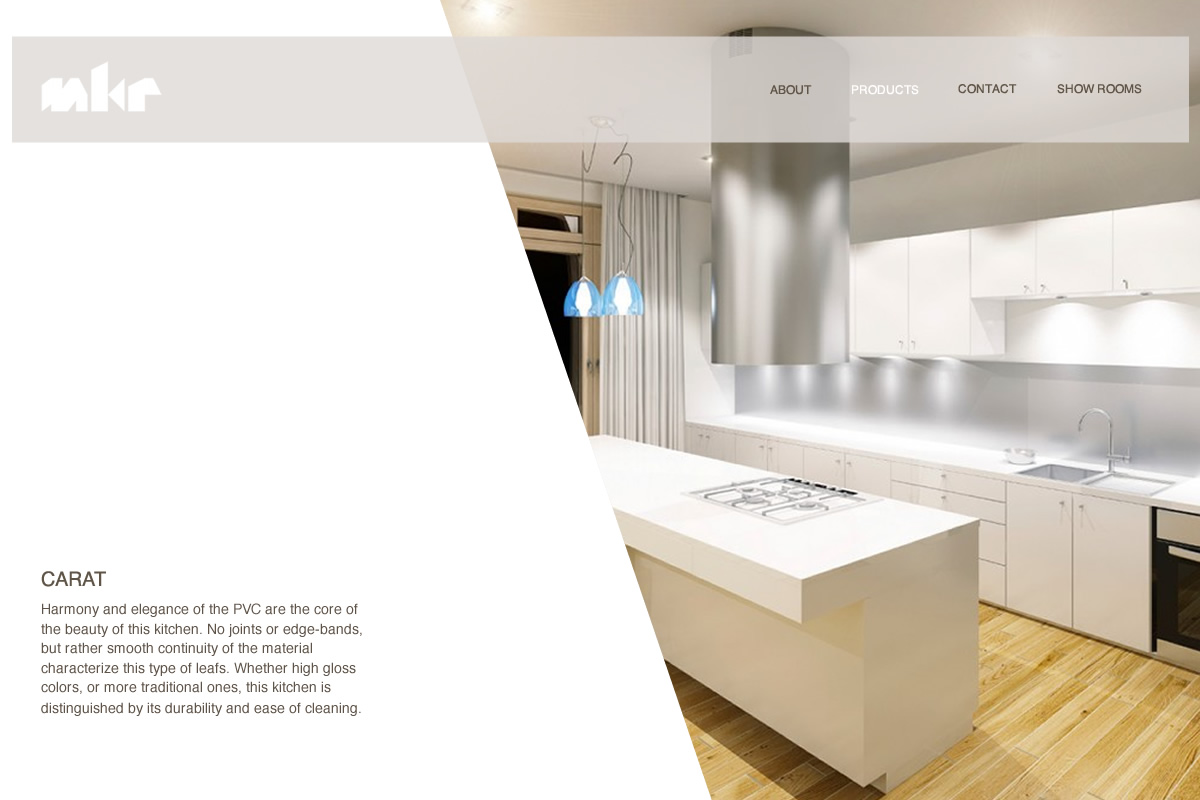 mkr
ABOUT PRODUCTS CONTACT SHOW ROOMS
CARAT
Harmony and elegance of the PVC are the core of
the beauty of this kitchen. No joints or edge-bands,
but rather smooth continuity of the material
characterize this type of leafs. Whether high gloss
colors, or more traditional ones, this kitchen is
distinguished by its durability and ease of cleaning.